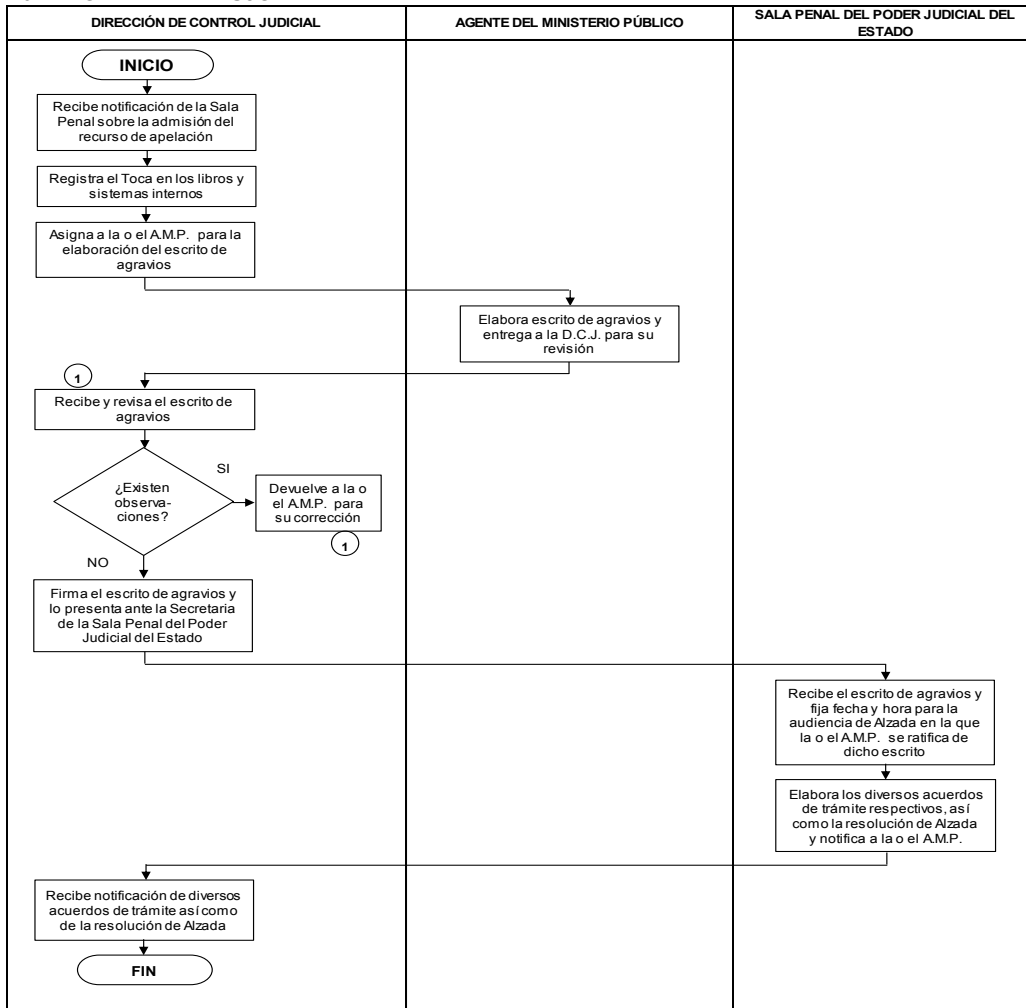 DIRECCIÓN DE CONTROL JUDICIAL
AGENTE DEL MINISTERIO PÚBLICO
SALA PENAL DEL PODER JUDICIAL DEL
ESTADO
INICIO
Recibe notificación de la Sala
Penal sobre la admisión del
recurso de apelación
Registra el Toca en los libros y
sistemas internos
Asigna a la o el A.M.P. para la
elaboración del escrito de
agravios
Elabora escrito de agravios y
entrega a la D.C.J. para su
revisión
1
Recibe y revisa el escrito de
agravios
¿Existen
observa-
ciones?
SI
Devuelve a la o
el A.M.P. para
su corrección
1
NO
Firma el escrito de agravios y
lo presenta ante la Secretaria
de la Sala Penal del Poder
Judicial del Estado
Recibe el escrito de agravios y
fija fecha y hora para la
audiencia de Alzada en la que
la o el A.M.P. se ratifica de
dicho escrito
Elabora los diversos acuerdos
de trámite respectivos, así
como la resolución de Alzada
y notifica a la o el A.M.P.
Recibe notificación de diversos
acuerdos de trámite así como
de la resolución de Alzada
FIN